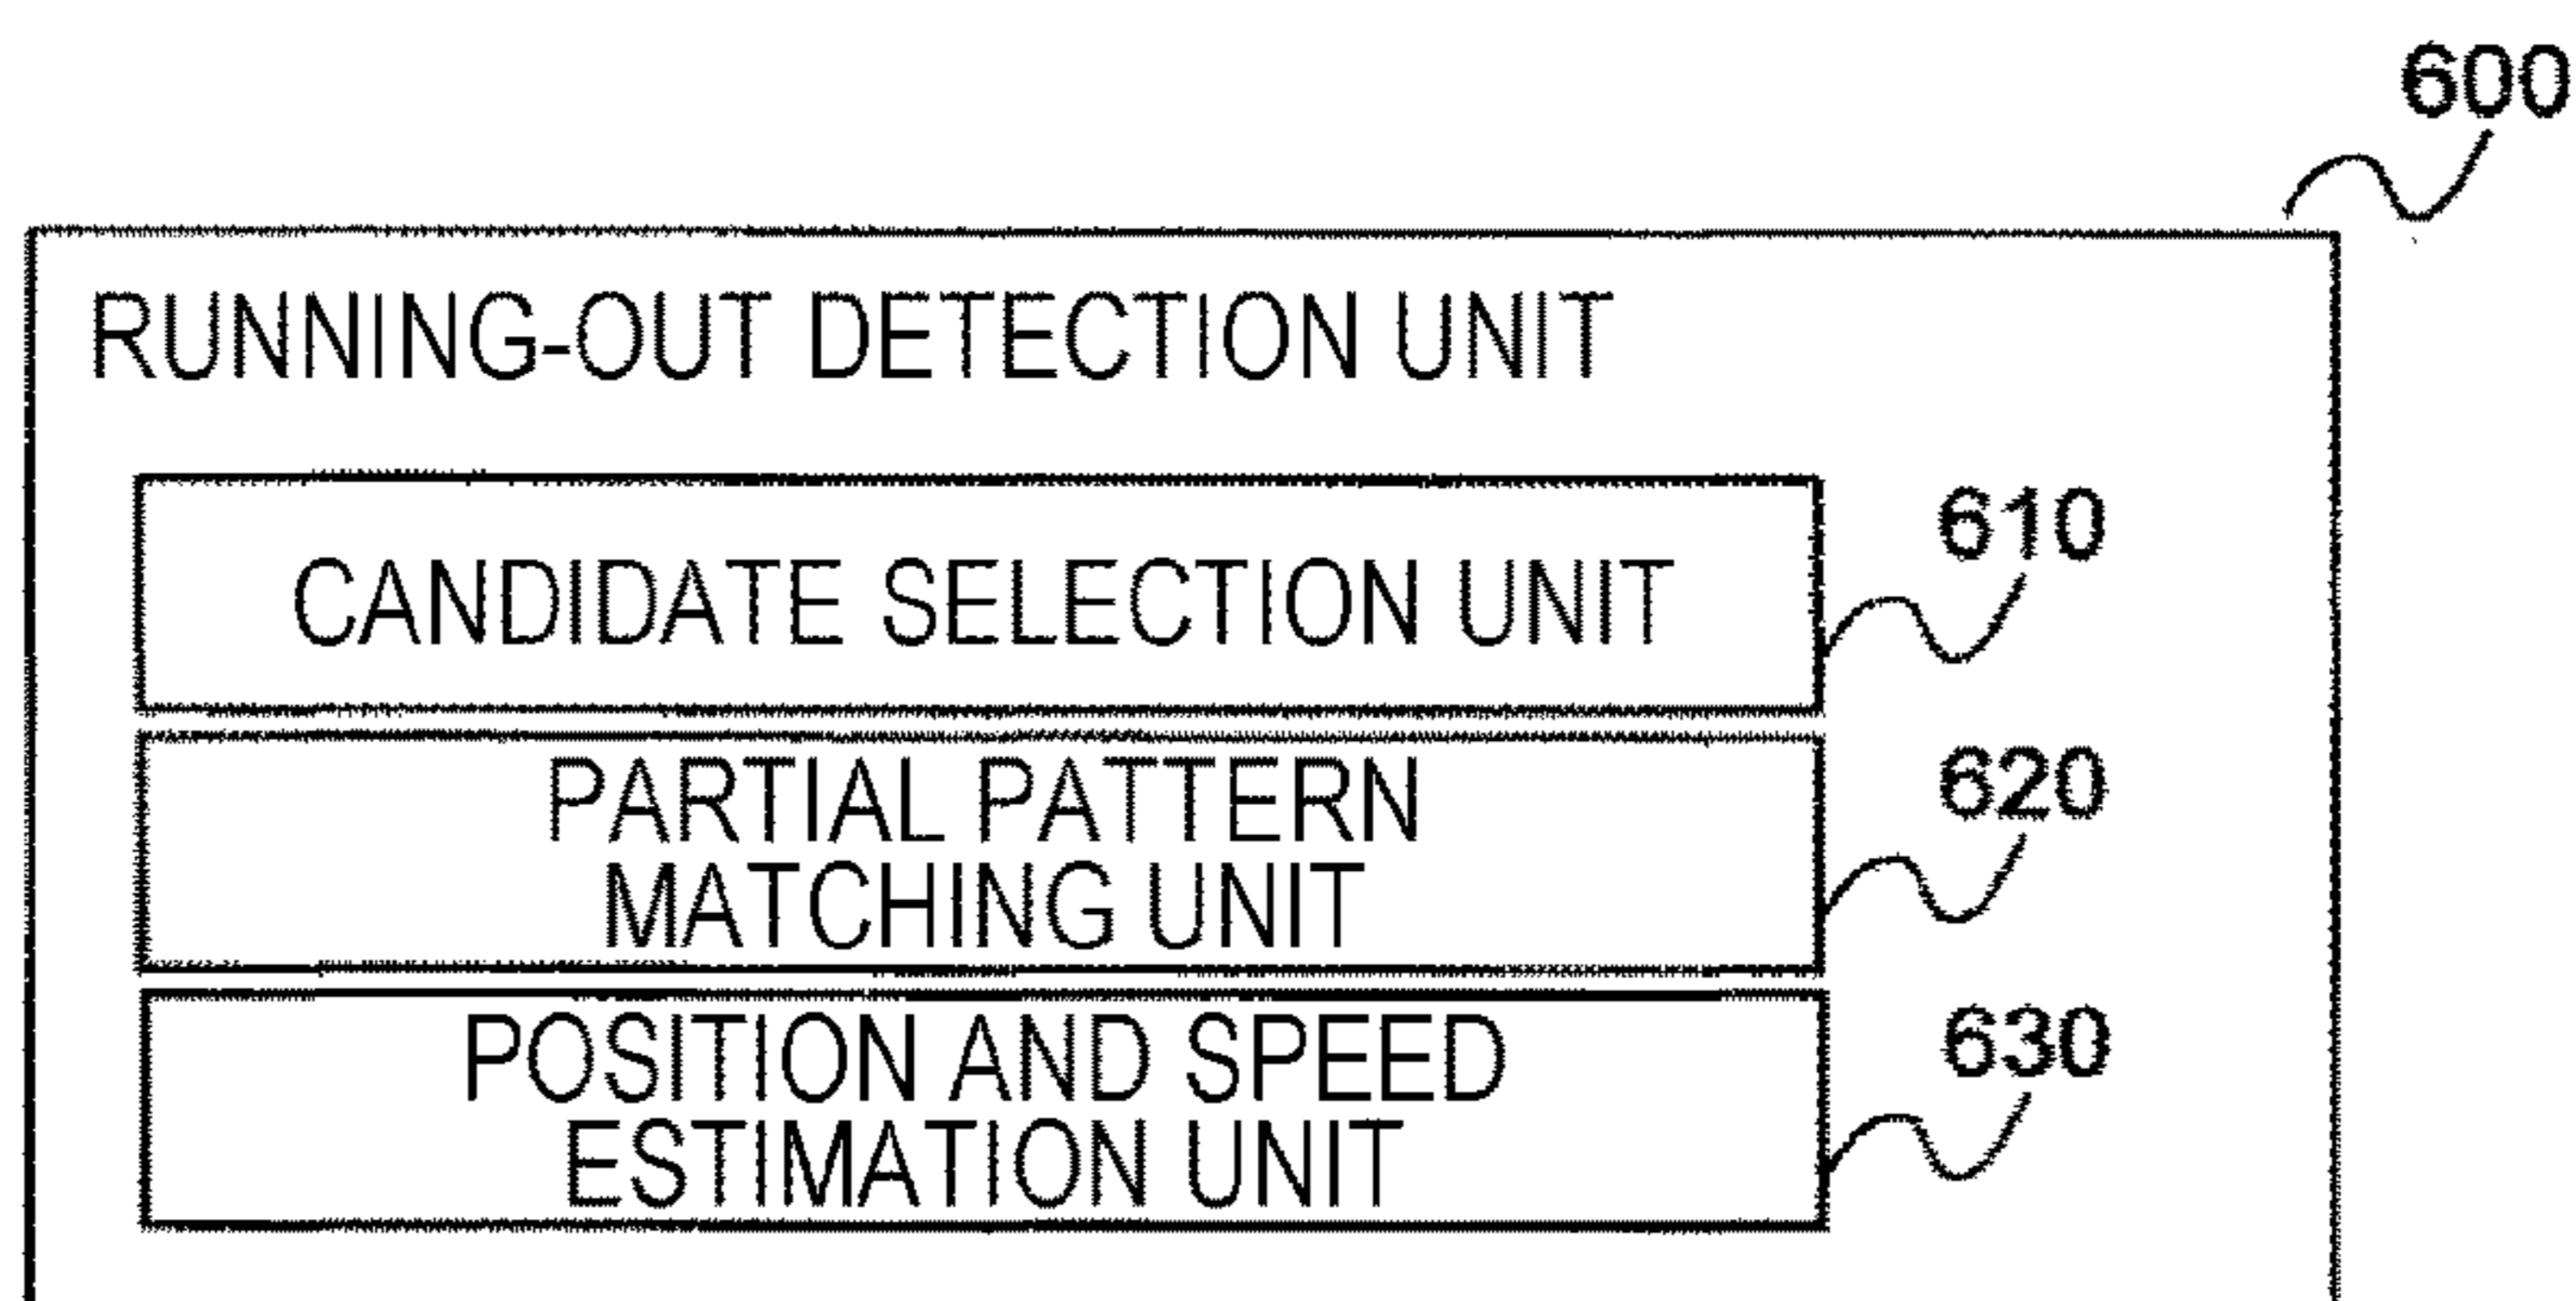 600
RUNNING-OUT DETECTION UNIT
610
CANDIDATE SELECTION UNIT
620
PARTIAL PATTERN
MATCHING UNIT
630
POSITION AND SPEED
ESTIMATION UNIT